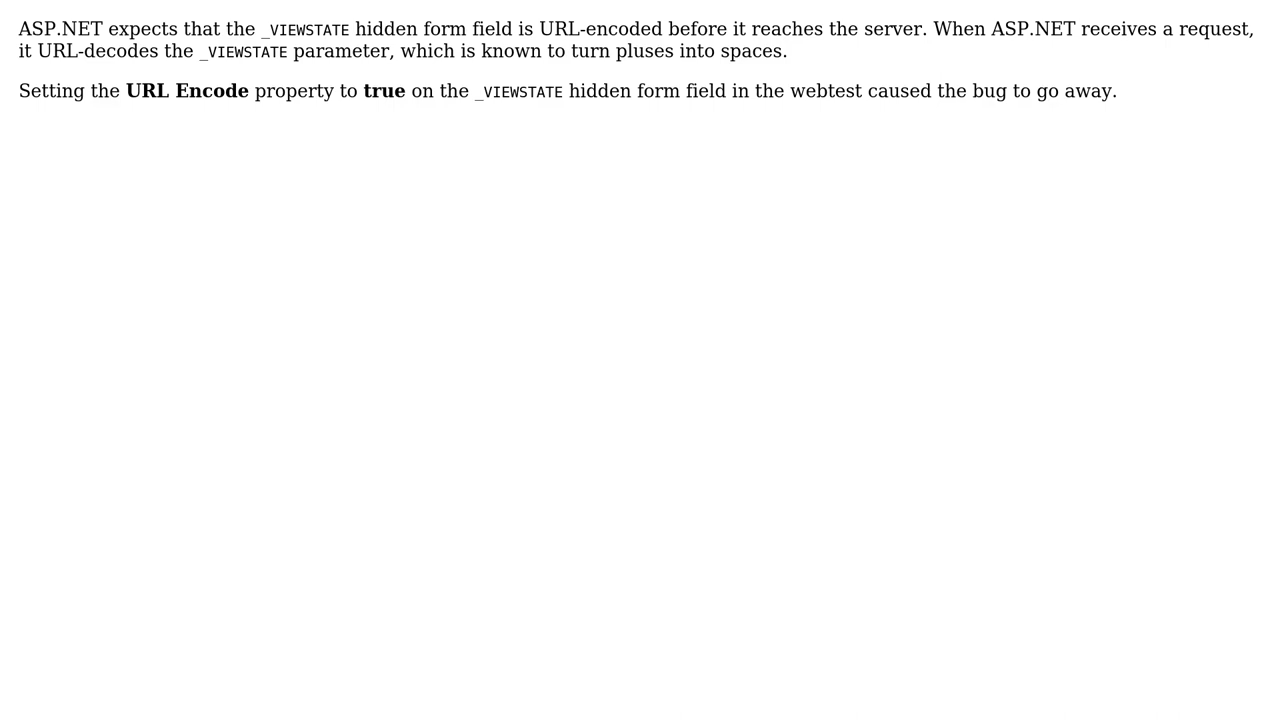 ASP.NET expects that the _VIEWSTATE hidden form field is URL-encoded before it reaches the server. When ASP.NET receives a request,
it URL-decodes the _VIEWSTATE parameter, which is known to turn pluses into spaces.
Setting the URL Encode property to true on the _VIEWSTATE hidden form field in the webtest caused the bug to go away.